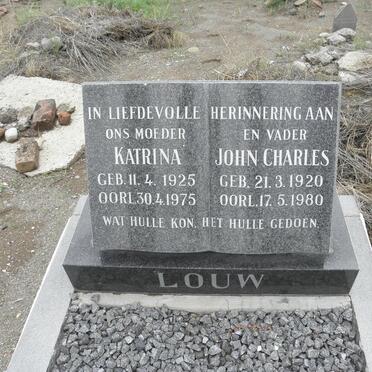 IN LIEFDEVOLLE HERINNERING AAN
ONS MOEDER EN VADER
KATRINA JOHN CHARLES
GEB. 11. 4. 1925 GEB. 21. 3. 1920
OORL. 30. 4. 1975 OORL. 17. 5. 1980
WAT HULLE KON, HET HULLE GEDOEN.
LOUW